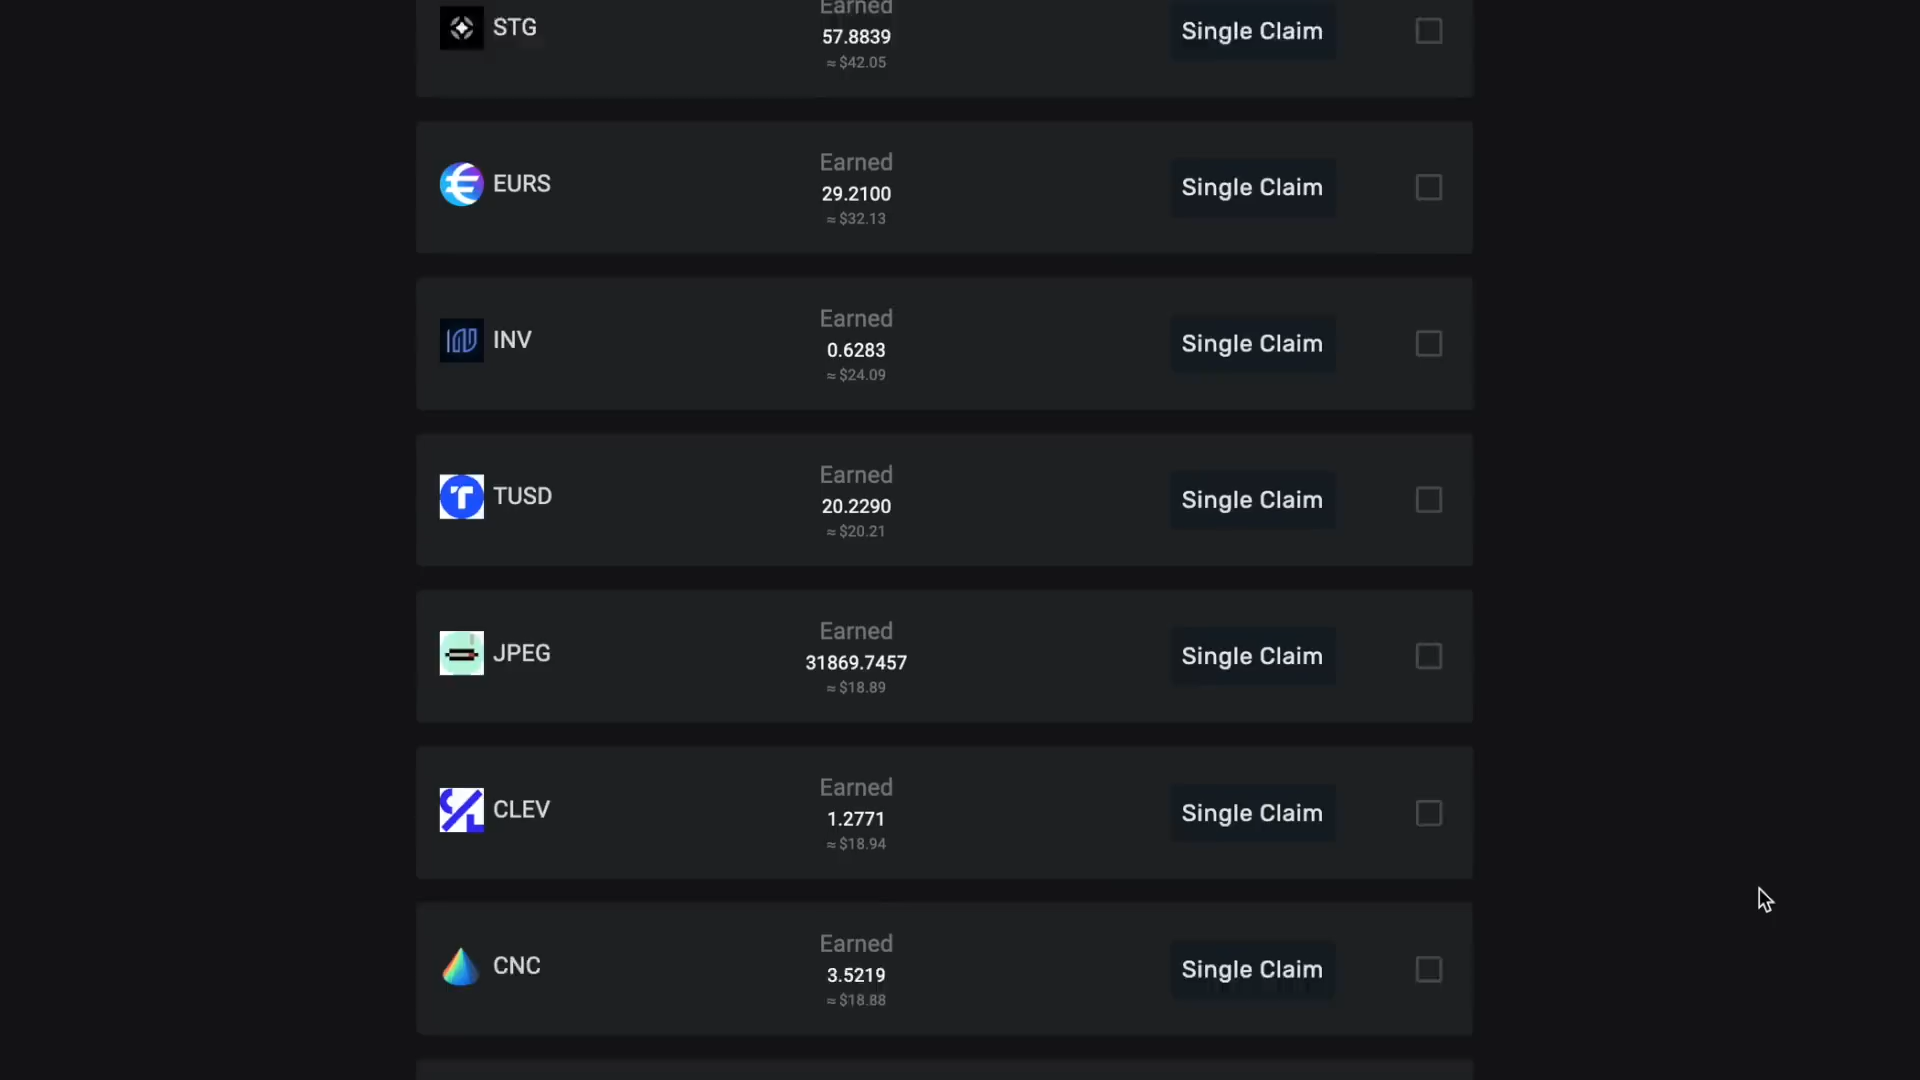 STG
Earned
57.8839
≈ $42.05
Single Claim
EURS
Earned
29.2100
≈ $32.13
Single Claim
INV
Earned
0.6283
≈ $24.09
Single Claim
TUSD
Earned
20.2290
≈ $20.21
Single Claim
JPEG
Earned
31869.7457
≈ $18.89
Single Claim
CLEV
Earned
1.2771
≈ $18.94
Single Claim
CNC
Earned
3.5219
≈ $18.88
Single Claim